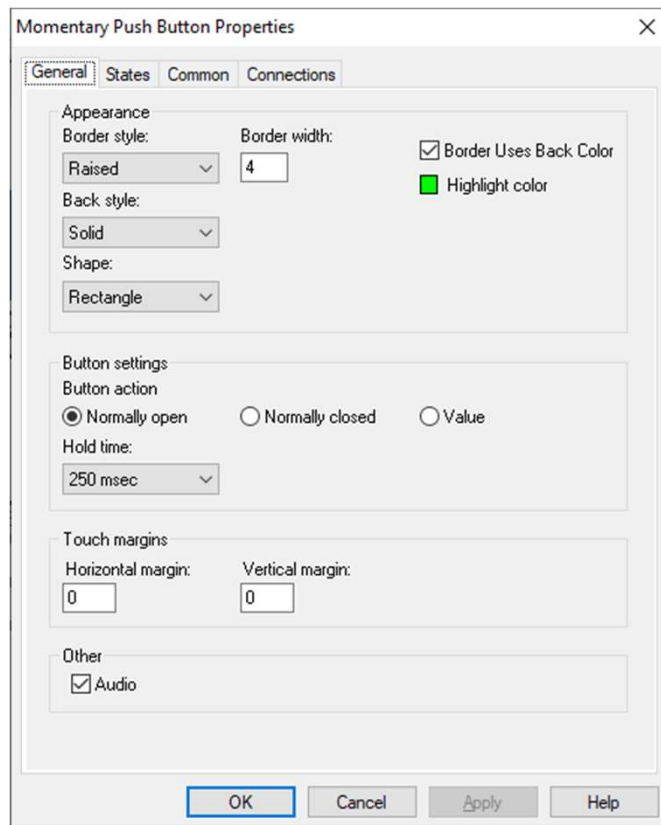 Momentary Push Button Properties
General States Common Connections
Appearance
Border style: Border width:
Raised 4 Border Uses Back Color
Highlight color
Back style:
Solid
Shape:
Rectangle
Button settings
Button action
Normally open Normally closed Value
Hold time:
250 msec
Touch margins
Horizontal margin: Vertical margin:
0 0
Other
Audio
OK Cancel Apply Help